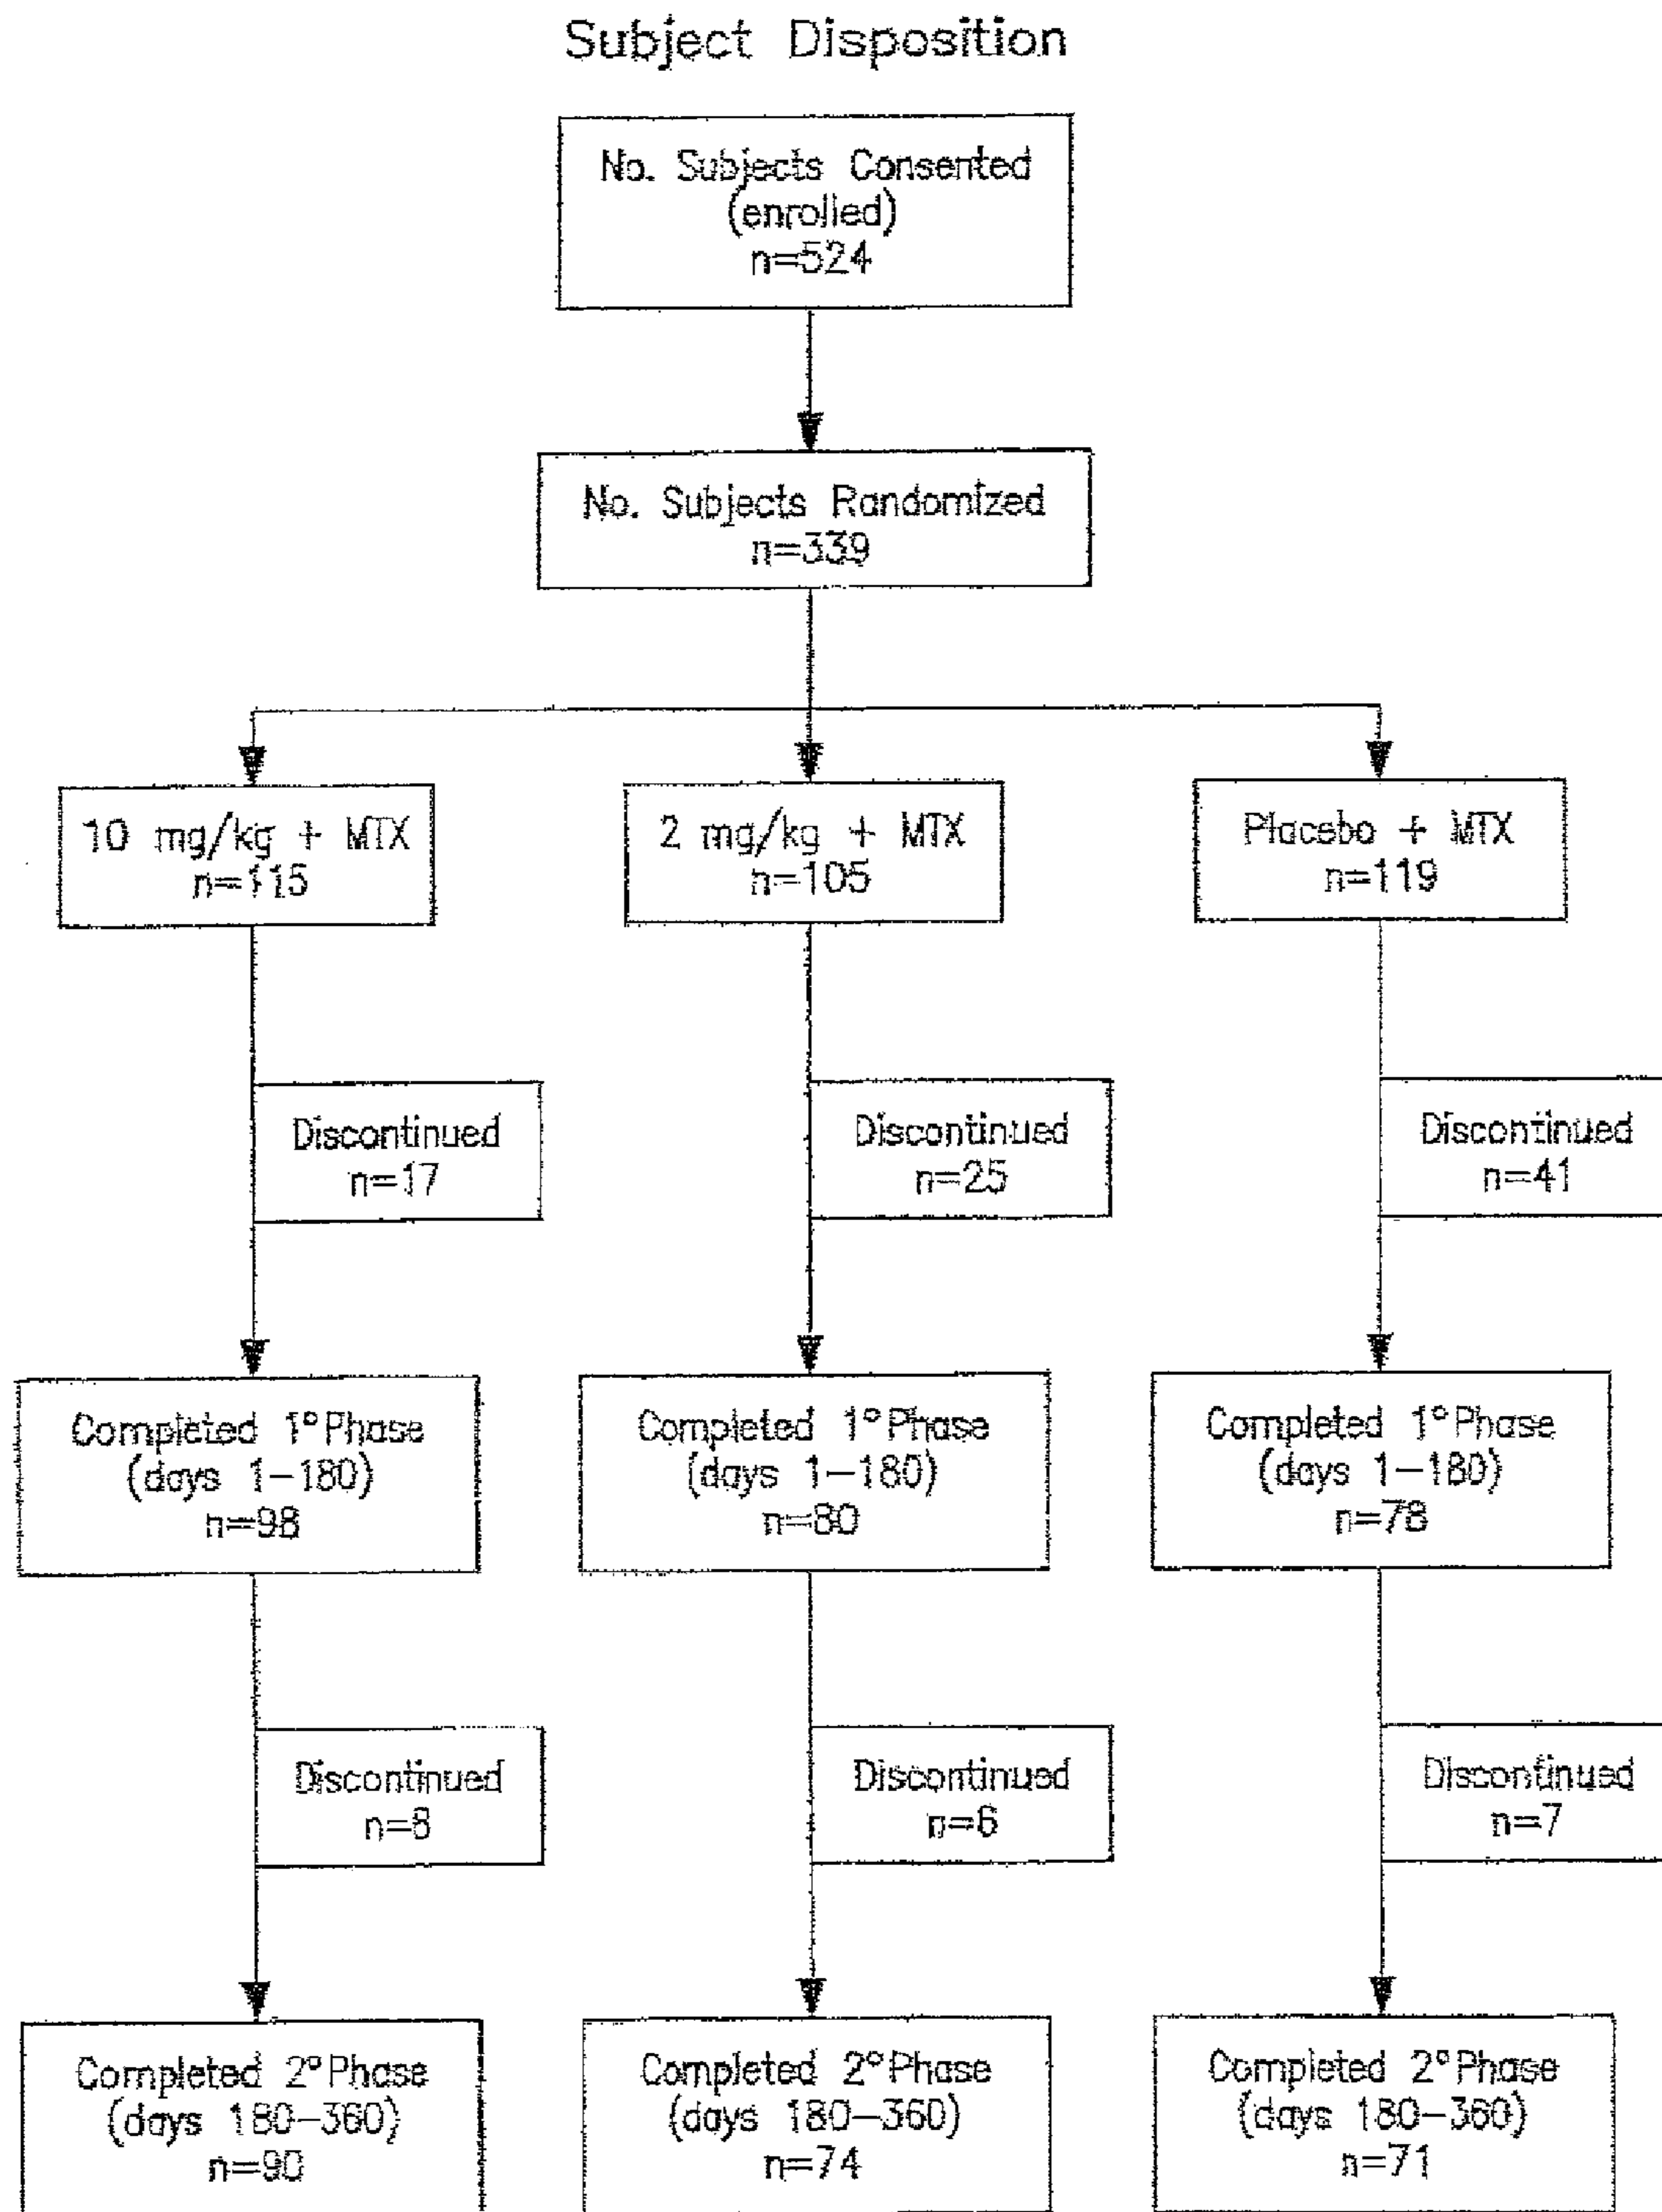 Subject Disposition
No. Subjects Consented
(enrolled)
n=524
No. Subjects Randomized
n=339
10 mg/kg + MTX
n=115
2 mg/kg + MTX
n=105
Placebo + MTX
n=119
Discontinued
n=17
Discontinued
n=25
Discontinued
n=41
Completed 1° Phase
(days 1-180)
n=98
Completed 1° Phase
(days 1-180)
n=80
Completed 1° Phase
(days 1-180)
n=78
Discontinued
n=8
Discontinued
n=6
Discontinued
n=7
Completed 2° Phase
(days 180-360)
n=90
Completed 2° Phase
(days 180-360)
n=74
Completed 2° Phase
(days 180-360)
n=71